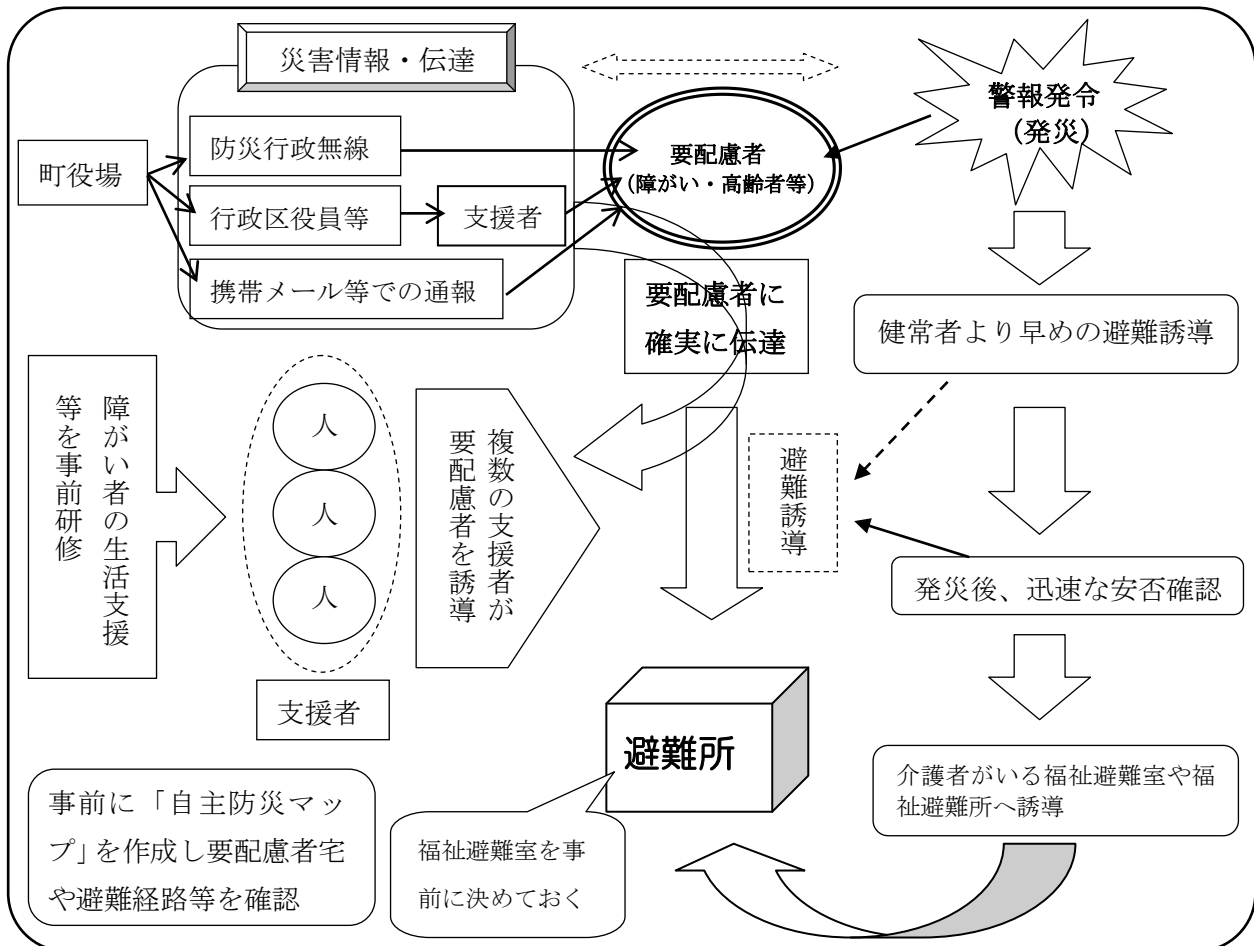 災害情報・伝達
警報発令
（発災）
町役場
防災行政無線
行政区役員等
支援者
携帯メール等での通報
要配慮者
（障がい・高齢者等）
要配慮者に
確実に伝達
健常者より早めの避難誘導
障がい者の生活支援
等を事前研修
人
人
人
支援者
複数の支援者が
要配慮者を誘導
避難誘導
発災後、迅速な安否確認
避難所
介護者がいる福祉避難室や福
祉避難所へ誘導
事前に「自主防災マッ
プ」を作成し要配慮者宅
や避難経路等を確認
福祉避難室を事
前に決めておく